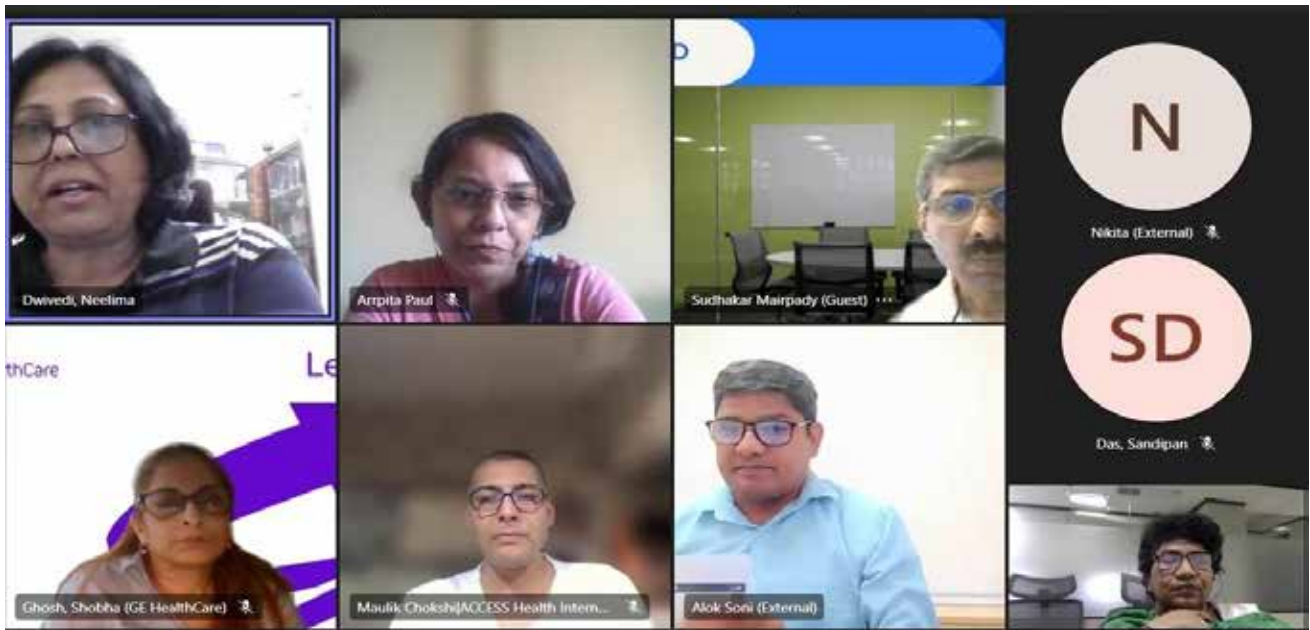 Dwivedi, Neelima
Arrpita Paul
D
Sudhakar Mairpady (Guest) ...
N
Nikita (External)
SD
Das, Sandipan
thCare
Le
Ghosh, Shobha (GE HealthCare)
Maulik Chokshi|ACCESS Health Intern...
Alok Soni (External)